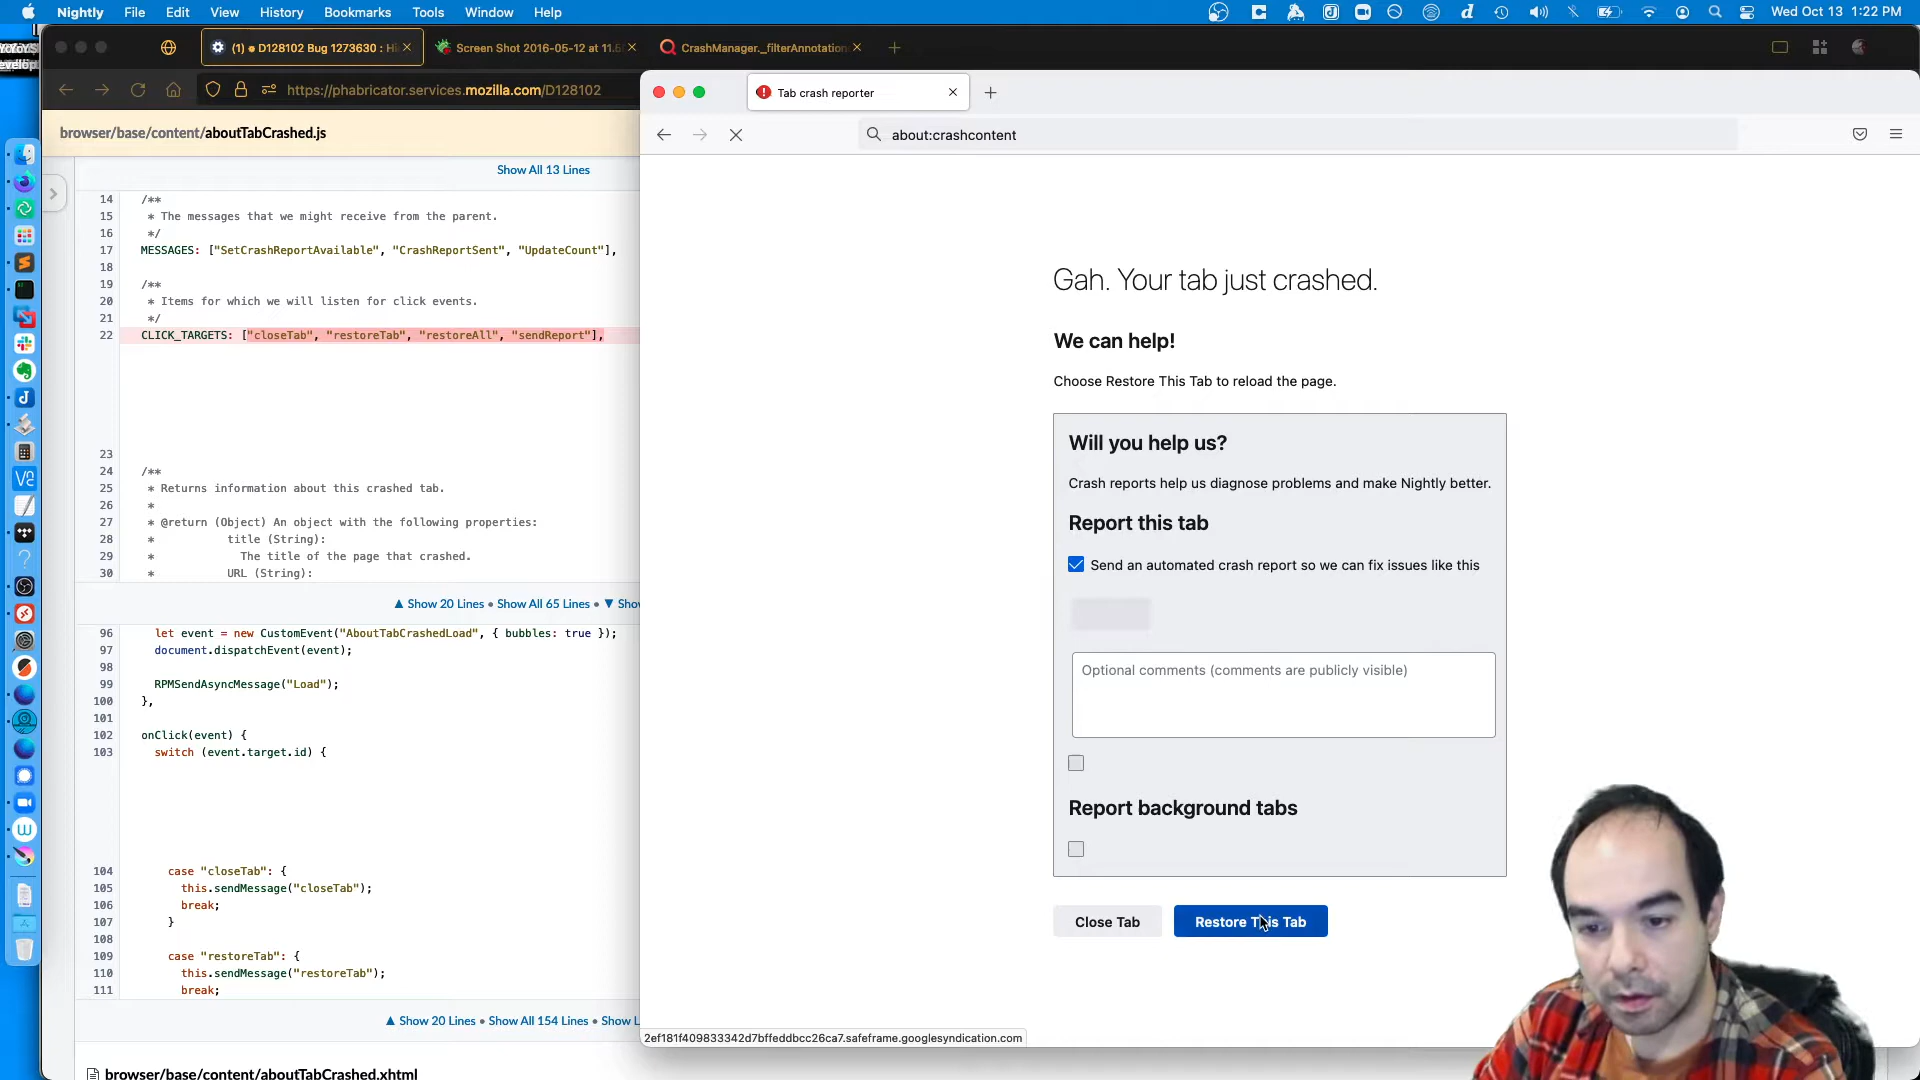 Nightly File Edit View History Bookmarks Tools Window Help
Wed Oct 13 1:22 PM
(1) ● D128102 Bug 1273630 : Hi
Screen Shot 2016-05-12 at 11.5
CrashManager._filterAnnotation
https://phabricator.services.mozilla.com/D128102
browser/base/content/aboutTabCrashed.js
Show All 13 Lines
14 /**
15 * The messages that we might receive from the parent.
16 */
17 MESSAGES: ["SetCrashReportAvailable", "CrashReportSent", "UpdateCount"],
18
19 /**
20 * Items for which we will listen for click events.
21 */
22 CLICK_TARGETS: ["closeTab", "restoreTab", "restoreAll", "sendReport"],
23
24 /**
25 * Returns information about this crashed tab.
26 *
27 * @return (Object) An object with the following properties:
28 * title (String):
29 * The title of the page that crashed.
30 * URL (String):
▲ Show 20 Lines • Show All 65 Lines • ▼ Show
96 let event = new CustomEvent("AboutTabCrashedLoad", { bubbles: true });
97 document.dispatchEvent(event);
98
99 RPMSendAsyncMessage("Load");
100 },
101
102 onClick(event) {
103 switch (event.target.id) {
104 case "closeTab": {
105 this.sendMessage("closeTab");
106 break;
107 }
108
109 case "restoreTab": {
110 this.sendMessage("restoreTab");
111 break;
▲ Show 20 Lines • Show All 154 Lines • Show L
browser/base/content/aboutTabCrashed.xhtml
Tab crash reporter
about:crashcontent
Gah. Your tab just crashed.
We can help!
Choose Restore This Tab to reload the page.
Will you help us?
Crash reports help us diagnose problems and make Nightly better.
Report this tab
Send an automated crash report so we can fix issues like this
Optional comments (comments are publicly visible)
Report background tabs
Close Tab
Restore This Tab
2ef181f409833342d7bffeddbcc26ca7.safeframe.googlesyndication.com